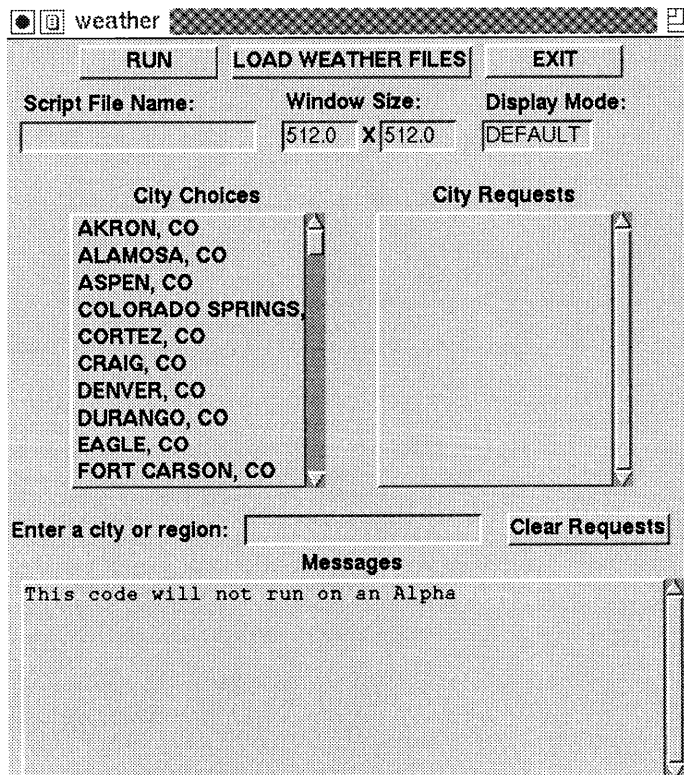 weather
RUN LOAD WEATHER FILES EXIT
Script File Name: Window Size: Display Mode:
512.0 X 512.0 DEFAULT
City Choices City Requests
AKRON, CO
ALAMOSA, CO
ASPEN, CO
COLORADO SPRINGS,
CORTEZ, CO
CRAIG, CO
DENVER, CO
DURANGO, CO
EAGLE, CO
FORT CARSON, CO
Enter a city or region: Clear Requests
Messages
This code will not run on an Alpha